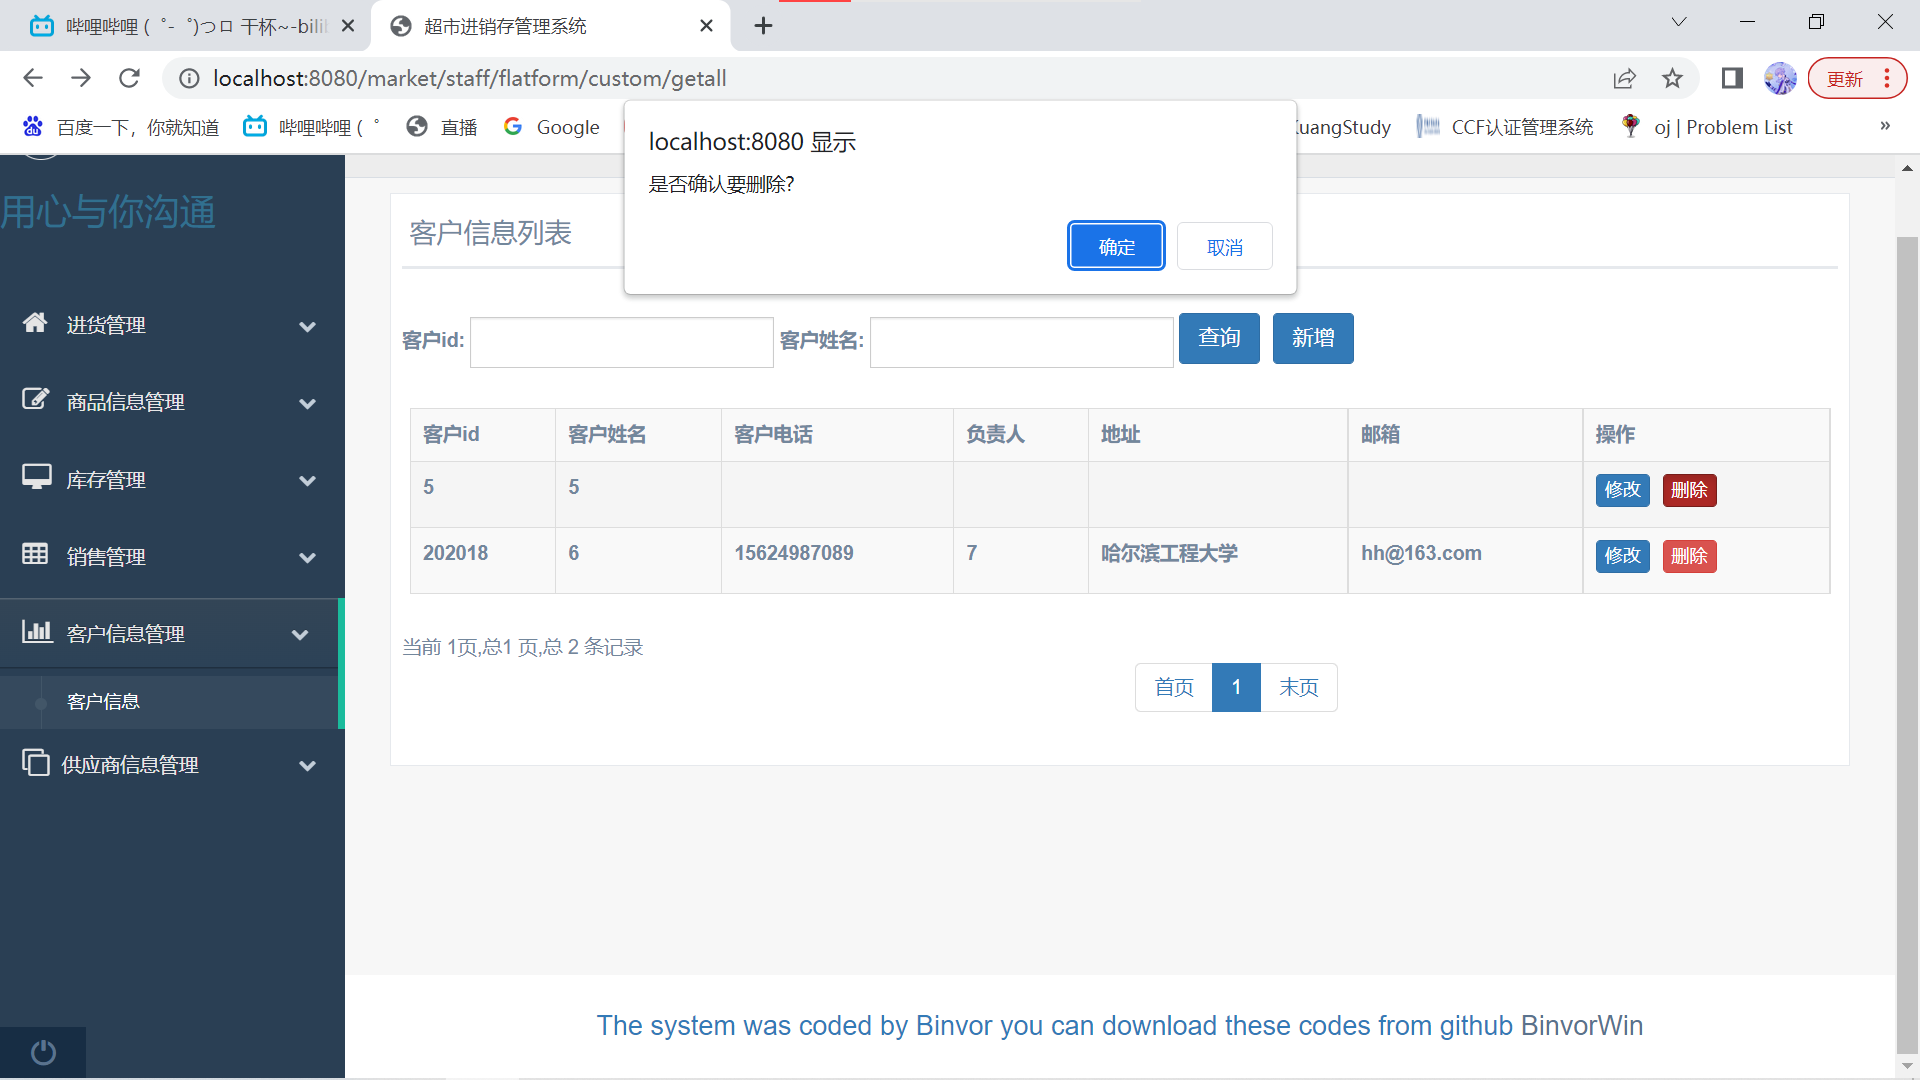 哔哩哔哩 (゜-゜)つロ 干杯~-bili
超市进销存管理系统
localhost:8080/market/staff/flatform/custom/getall
更新
百度一下，你就知道
哔哩哔哩 (゜
直播
Google
KuangStudy
CCF认证管理系统
oj | Problem List
»
localhost:8080 显示
是否确认要删除?
确定
取消
用心与你沟通
进货管理
商品信息管理
库存管理
销售管理
客户信息管理
客户信息
供应商信息管理
客户信息列表
客户id:
客户姓名:
查询
新增
客户id 客户姓名 客户电话 负责人 地址 邮箱 操作
5 5 修改 删除
202018 6 15624987089 7 哈尔滨工程大学 hh@163.com 修改 删除
当前 1页,总1 页,总 2 条记录
首页 1 末页
The system was coded by Binvor you can download these codes from github BinvorWin